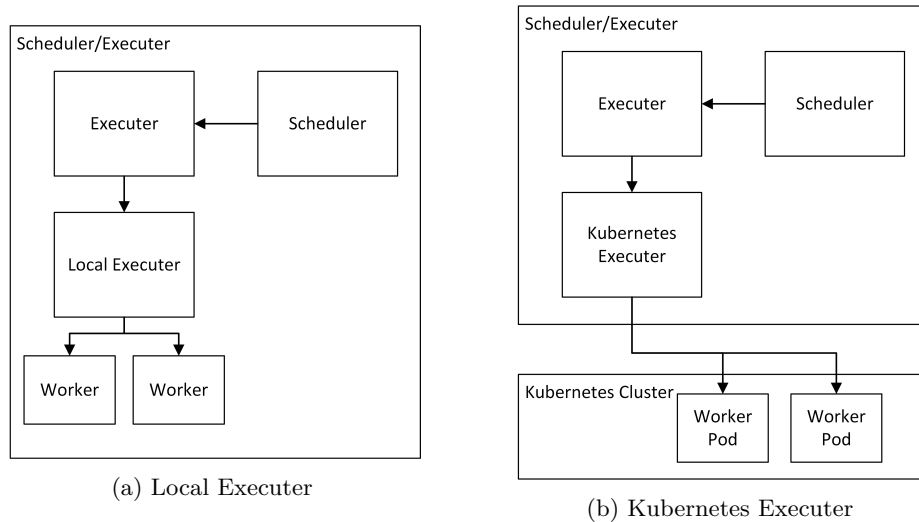 Scheduler/Executer
Executer
Scheduler
Local Executer
Worker
Worker
(a) Local Executer
Scheduler/Executer
Executer
Scheduler
Kubernetes
Executer
Kubernetes Cluster
Worker
Pod
Worker
Pod
(b) Kubernetes Executer